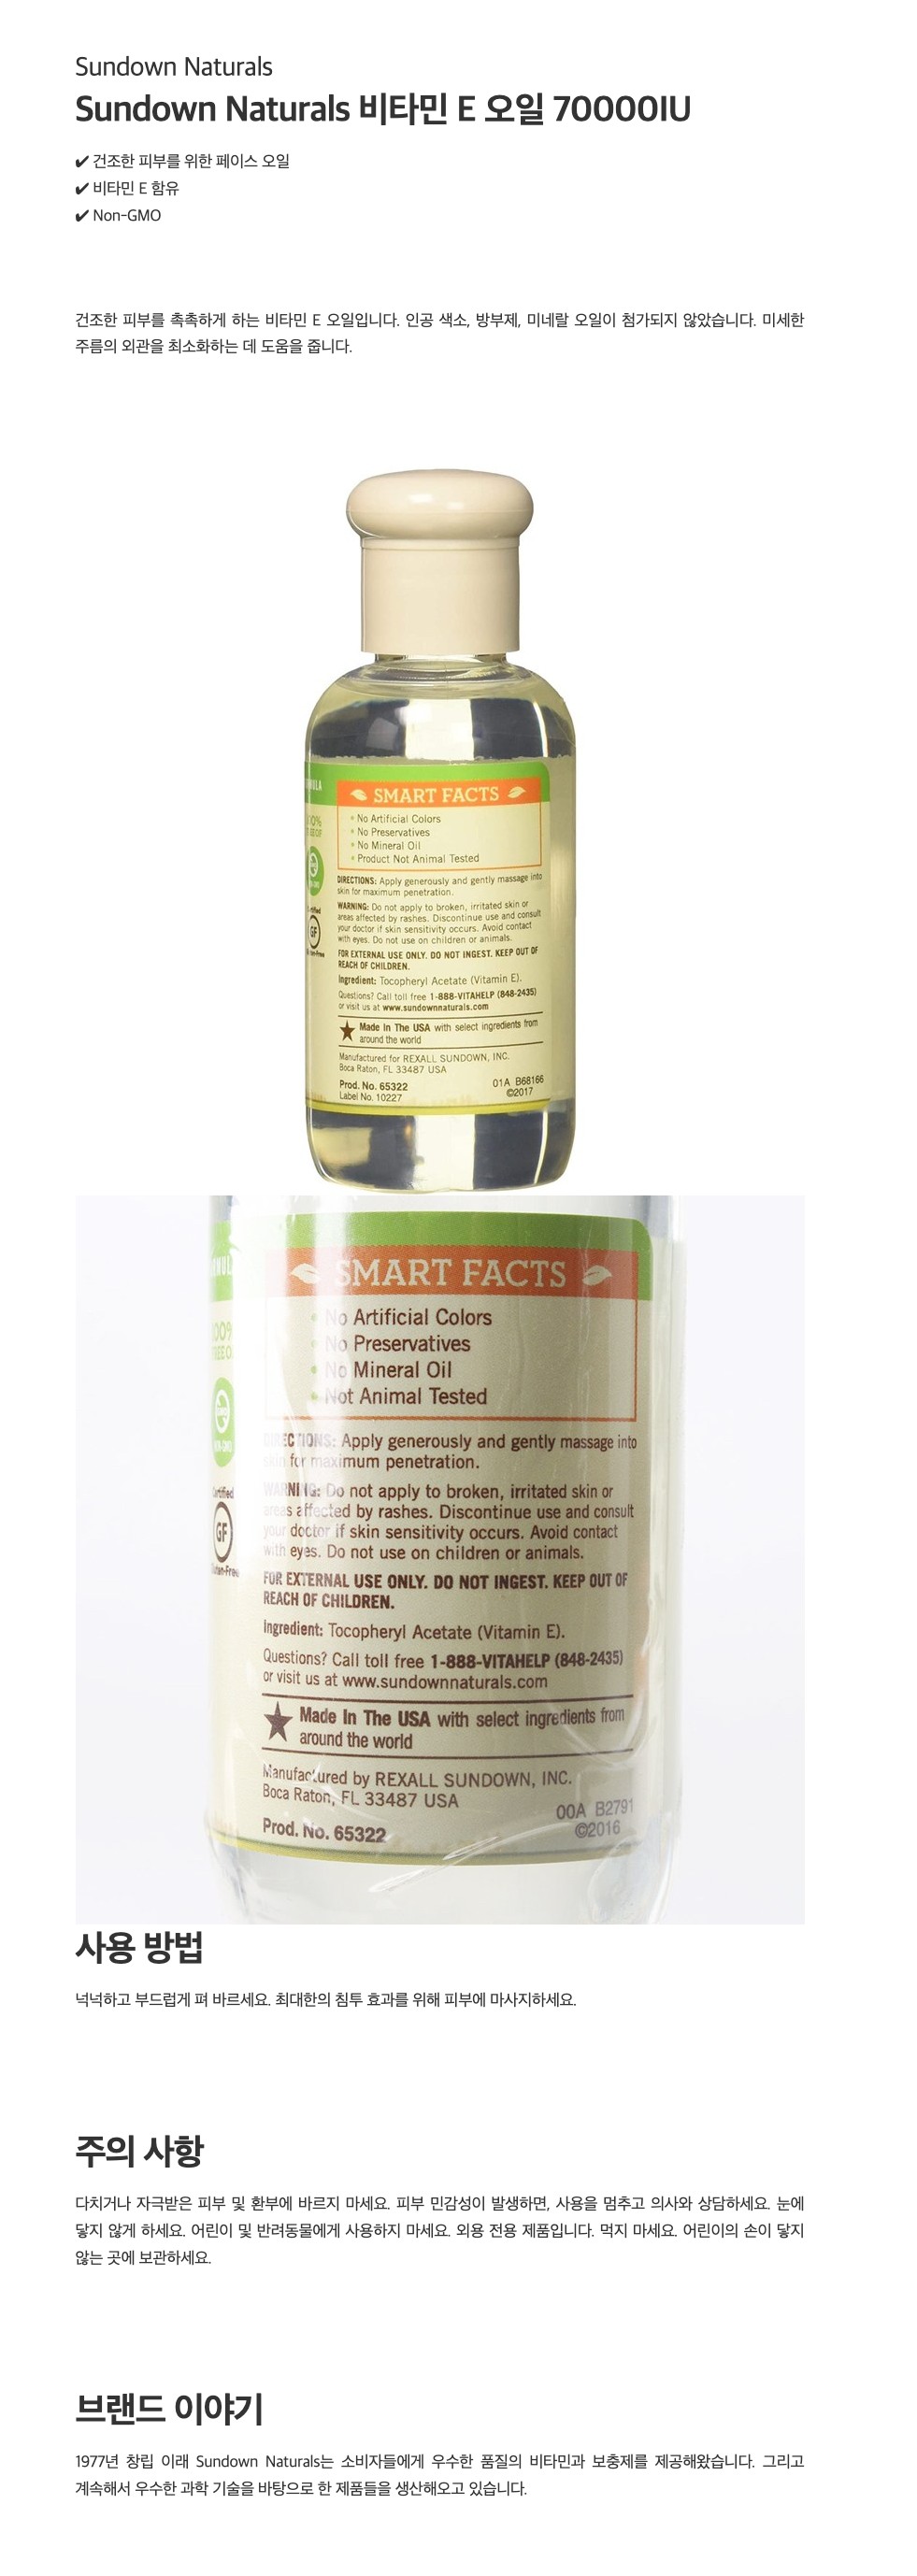 Sundown Naturals
Sundown Naturals 비타민 E 오일 70000IU
✔ 건조한 피부를 위한 페이스 오일
✔ 비타민 E 함유
✔ Non-GMO
건조한 피부를 촉촉하게 하는 비타민 E 오일입니다. 인공 색소, 방부제, 미네랄 오일이 첨가되지 않았습니다. 미세한
주름의 외관을 최소화하는 데 도움을 줍니다.
SMART FACTS
• No Artificial Colors
• No Preservatives
• No Mineral Oil
• Product Not Animal Tested
DIRECTIONS: Apply generously and gently massage into
skin for maximum penetration.
WARNING: Do not apply to broken, irritated skin or
areas affected by rashes. Discontinue use and consult
your doctor if skin sensitivity occurs. Avoid contact
with eyes. Do not use on children or animals.
FOR EXTERNAL USE ONLY. DO NOT INGEST. KEEP OUT OF
REACH OF CHILDREN.
Ingredient: Tocopheryl Acetate (Vitamin E).
Questions? Call toll free 1-888-VITAHELP (848-2435)
or visit us at www.sundownnaturals.com
Made In The USA with select ingredients from
around the world
Manufactured for REXALL SUNDOWN, INC.
Boca Raton, FL 33487 USA
Prod. No. 65322
Label No. 10227
01A B68166
©2017
GF
SMART FACTS
• No Artificial Colors
• No Preservatives
• No Mineral Oil
• Not Animal Tested
DIRECTIONS: Apply generously and gently massage into
skin for maximum penetration.
WARNING: Do not apply to broken, irritated skin or
areas affected by rashes. Discontinue use and consult
your doctor if skin sensitivity occurs. Avoid contact
with eyes. Do not use on children or animals.
FOR EXTERNAL USE ONLY. DO NOT INGEST. KEEP OUT OF
REACH OF CHILDREN.
Ingredient: Tocopheryl Acetate (Vitamin E).
Questions? Call toll free 1-888-VITAHELP (848-2435)
or visit us at www.sundownnaturals.com
Made In The USA with select ingredients from
around the world
Manufactured by REXALL SUNDOWN, INC.
Boca Raton, FL 33487 USA
Prod. No. 65322
00A B2791
©2016
NON-GMO
Certified
GF
사용 방법
넉넉하고 부드럽게 펴 바르세요. 최대한의 침투 효과를 위해 피부에 마사지하세요.
주의 사항
다치거나 자극받은 피부 및 환부에 바르지 마세요. 피부 민감성이 발생하면, 사용을 멈추고 의사와 상담하세요. 눈에
닿지 않게 하세요. 어린이 및 반려동물에게 사용하지 마세요. 외용 전용 제품입니다. 먹지 마세요. 어린이의 손이 닿지
않는 곳에 보관하세요.
브랜드 이야기
1977년 창립 이래 Sundown Naturals는 소비자들에게 우수한 품질의 비타민과 보충제를 제공해왔습니다. 그리고
계속해서 우수한 과학 기술을 바탕으로 한 제품들을 생산해오고 있습니다.